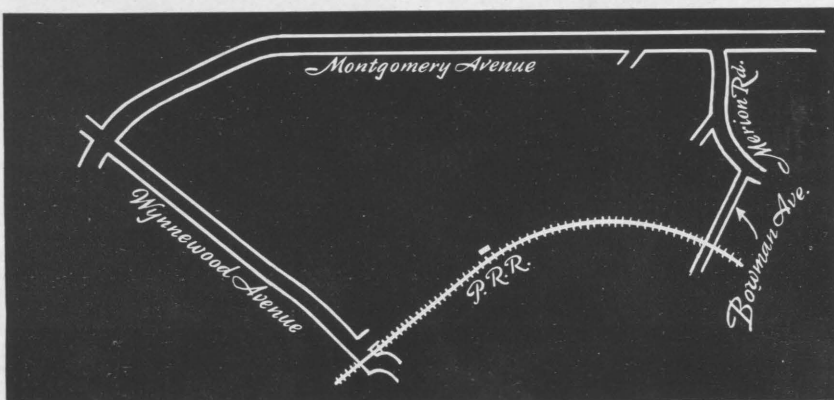 Montgomery Avenue
Merion Rd.
Wynnewood Avenue
P.R.R.
Bowman Ave.